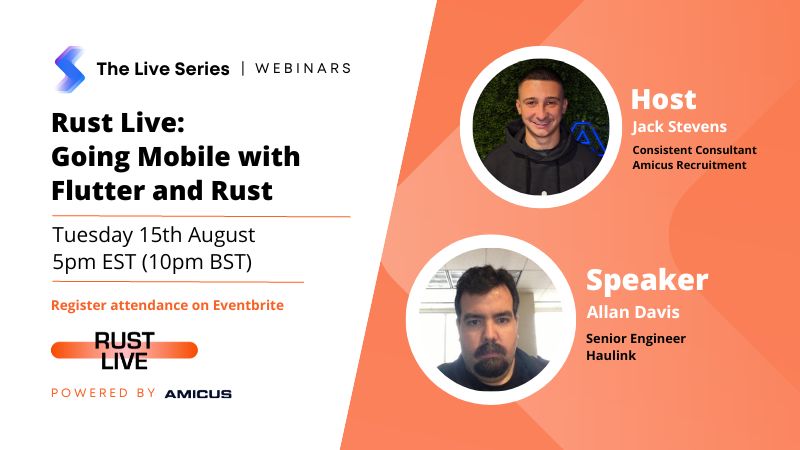 The Live Series | WEBINARS
Rust Live:
Going Mobile with
Flutter and Rust
Tuesday 15th August
5pm EST (10pm BST)
Register attendance on Eventbrite
RUST
LIVE
POWERED BY AMICUS
Host
Jack Stevens
Consistent Consultant
Amicus Recruitment
Speaker
Allan Davis
Senior Engineer
Haulink